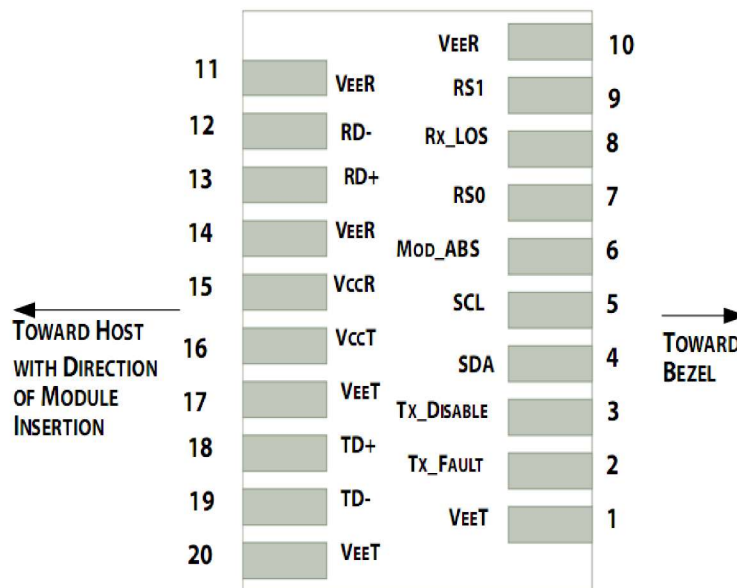 VEER 10
11 VEER
RS1 9
12 RD-
RX_LOS 8
13 RD+
RS0 7
14 VEER
MOD_ABS 6
15 VCCR
SCL 5
TOWARD HOST
WITH DIRECTION
OF MODULE
INSERTION
TOWARD
BEZEL
16 VCCT
SDA 4
17 VEET
TX_DISABLE 3
18 TD+
TX_FAULT 2
19 TD-
VEET 1
20 VEET